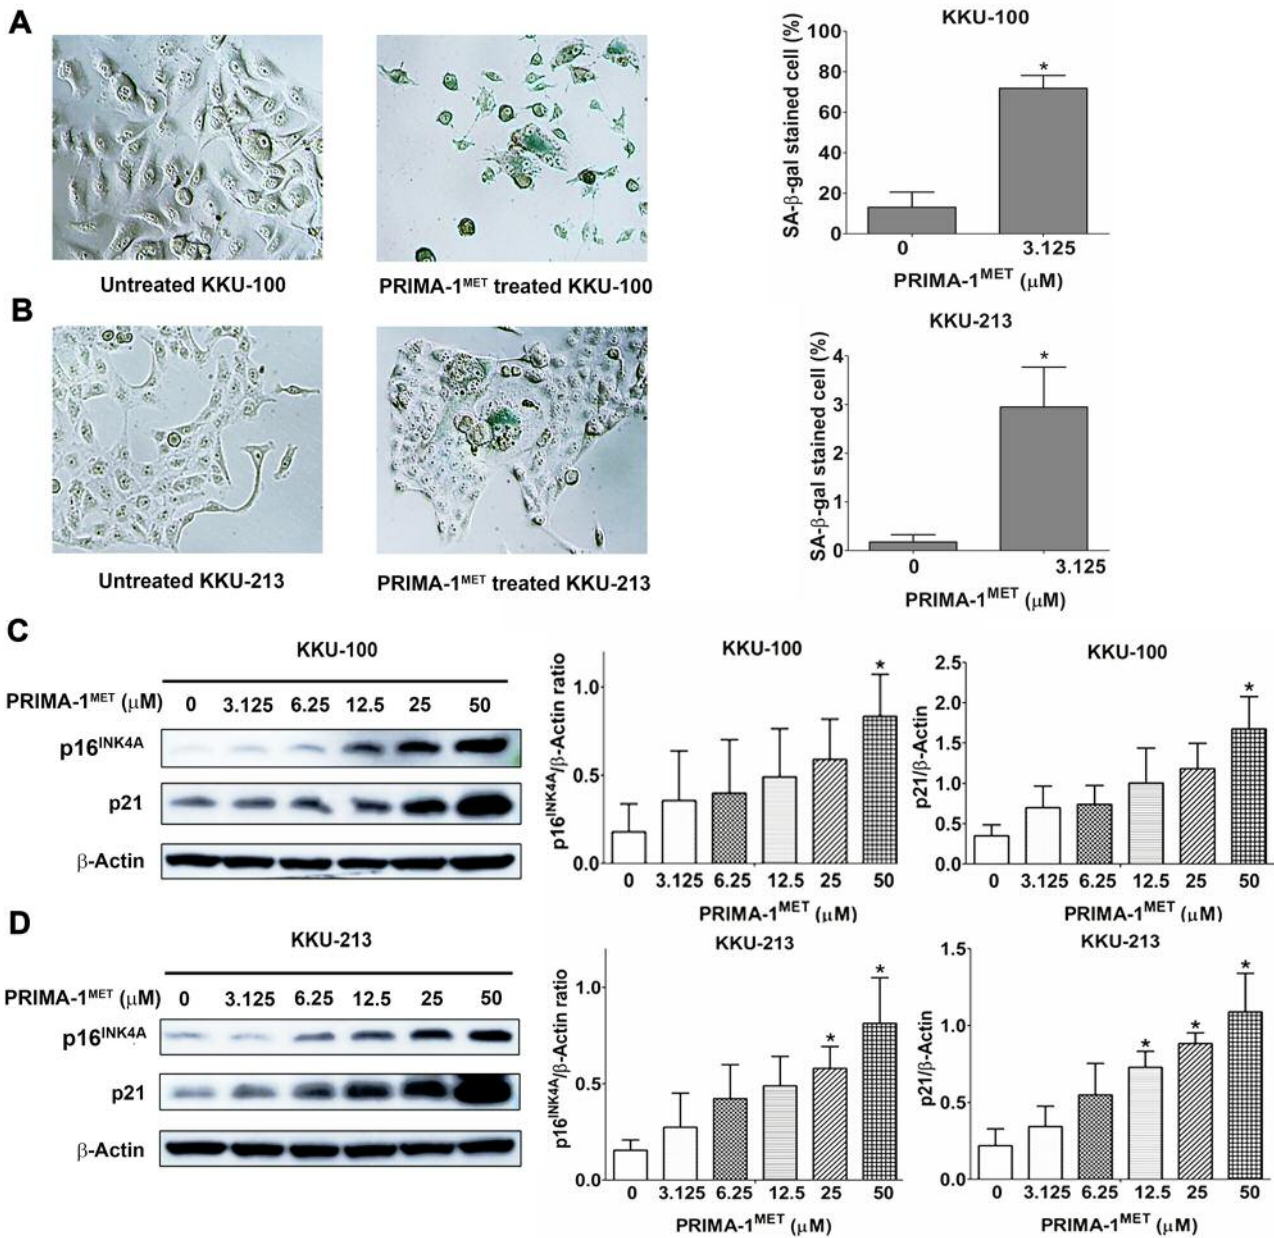 A
KKU-100
SA-β-gal stained cell (%)
100
80
60
40
20
0
*
0 3.125
PRIMA-1MET (μM)
Untreated KKU-100
PRIMA-1MET treated KKU-100
B
KKU-213
SA-β-gal stained cell (%)
4
3
2
1
0
*
0 3.125
PRIMA-1MET (μM)
Untreated KKU-213
PRIMA-1MET treated KKU-213
C
KKU-100
PRIMA-1MET (μM) 0 3.125 6.25 12.5 25 50
p16INK4A
p21
β-Actin
KKU-100
p16INK4A/β-Actin ratio
1.0
0.5
0.0
*
0 3.125 6.25 12.5 25 50
PRIMA-1MET (μM)
KKU-100
p21/β-Actin
2.5
2.0
1.5
1.0
0.5
0.0
*
0 3.125 6.25 12.5 25 50
PRIMA-1MET (μM)
D
KKU-213
PRIMA-1MET (μM) 0 3.125 6.25 12.5 25 50
p16INK4A
p21
β-Actin
KKU-213
p16INK4A/β-Actin ratio
1.0
0.5
0.0
* *
0 3.125 6.25 12.5 25 50
PRIMA-1MET (μM)
KKU-213
p21/β-Actin
1.5
1.0
0.5
0.0
* * *
0 3.125 6.25 12.5 25 50
PRIMA-1MET (μM)